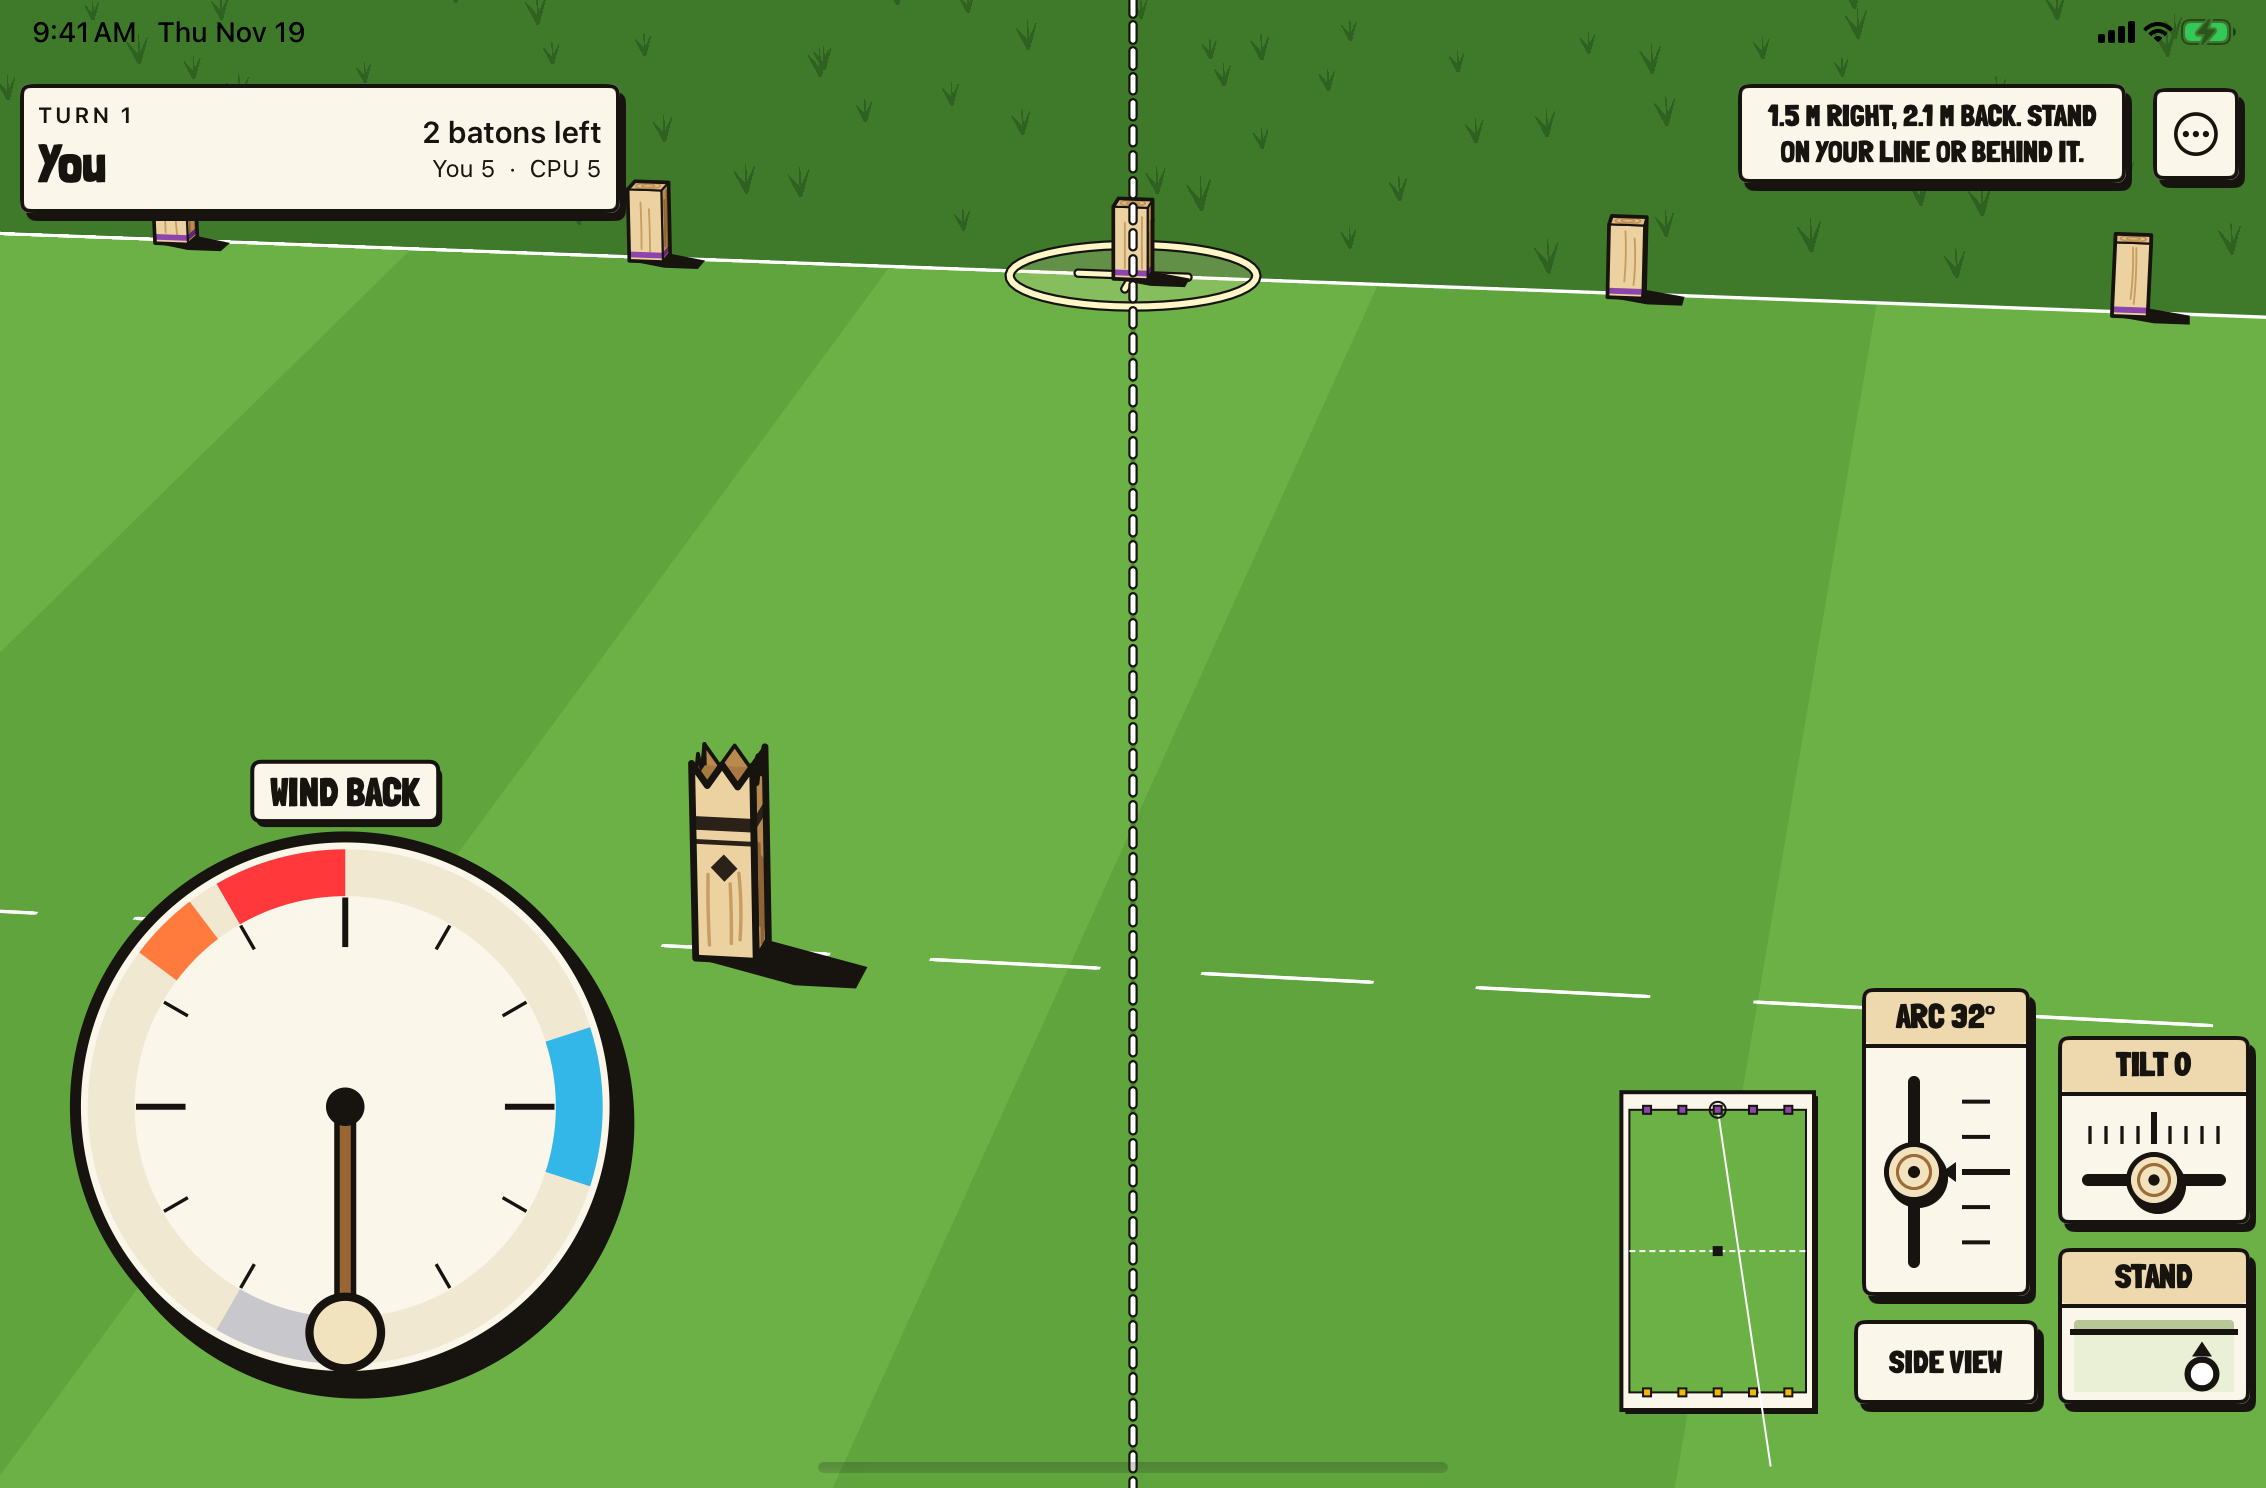 9:41 AM Thu Nov 19
TURN 1
You
2 batons left
You 5 · CPU 5
1.5 M RIGHT, 2.1 M BACK. STAND
ON YOUR LINE OR BEHIND IT.
WIND BACK
ARC 32°
TILT 0
STAND
SIDE VIEW